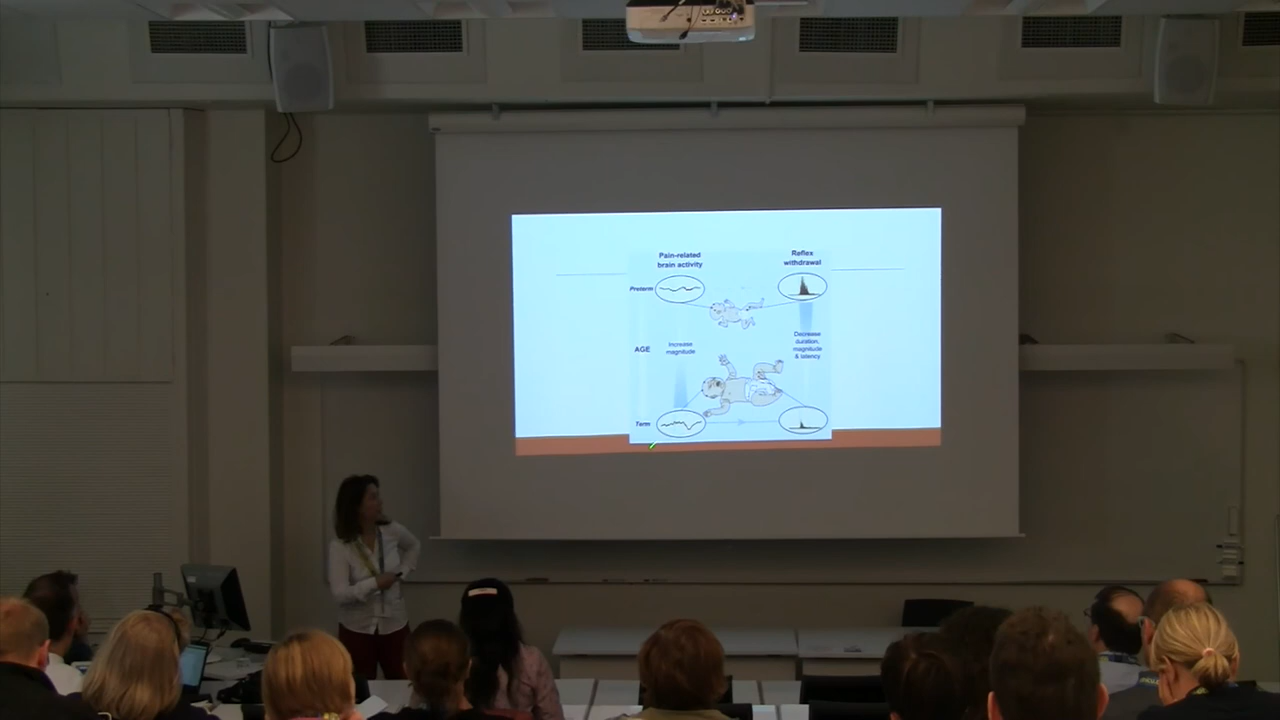 Pain-related
brain activity
Reflex
withdrawal
Preterm
AGE
Increase
magnitude
Decrease
duration,
magnitude
& latency
Term